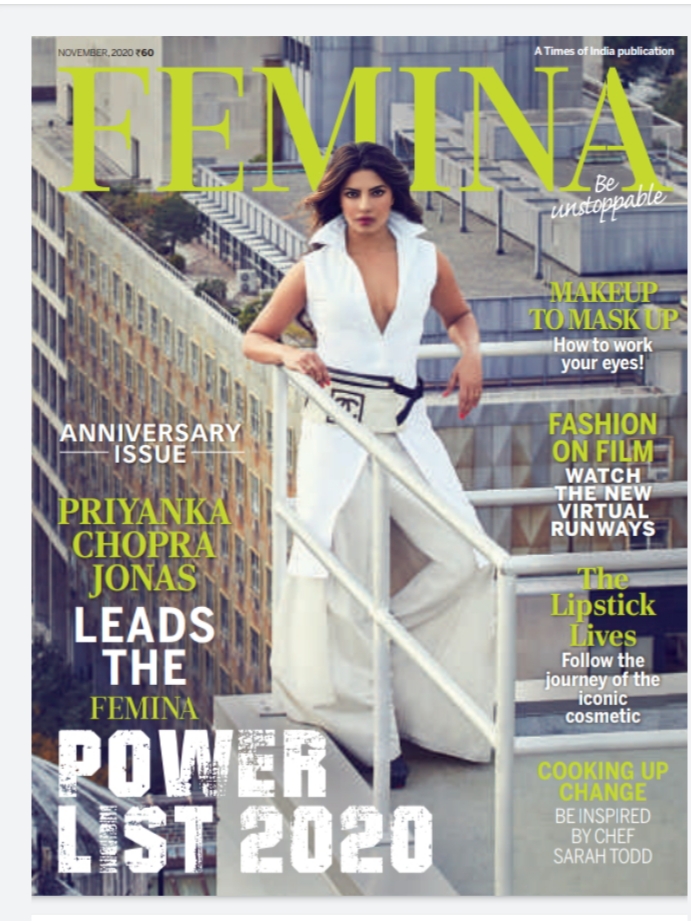 NOVEMBER, 2020 ₹60
A Times of India publication
FEMINA
Be
unstoppable
MAKEUP
TO MASK UP
How to work
your eyes!
FASHION
ON FILM
WATCH
THE NEW
VIRTUAL
RUNWAYS
The
Lipstick
Lives
Follow the
journey of the
iconic
cosmetic
COOKING UP
CHANGE
BE INSPIRED
BY CHEF
SARAH TODD
ANNIVERSARY
ISSUE
PRIYANKA
CHOPRA
JONAS
LEADS
THE
FEMINA
POWER
LIST 2020